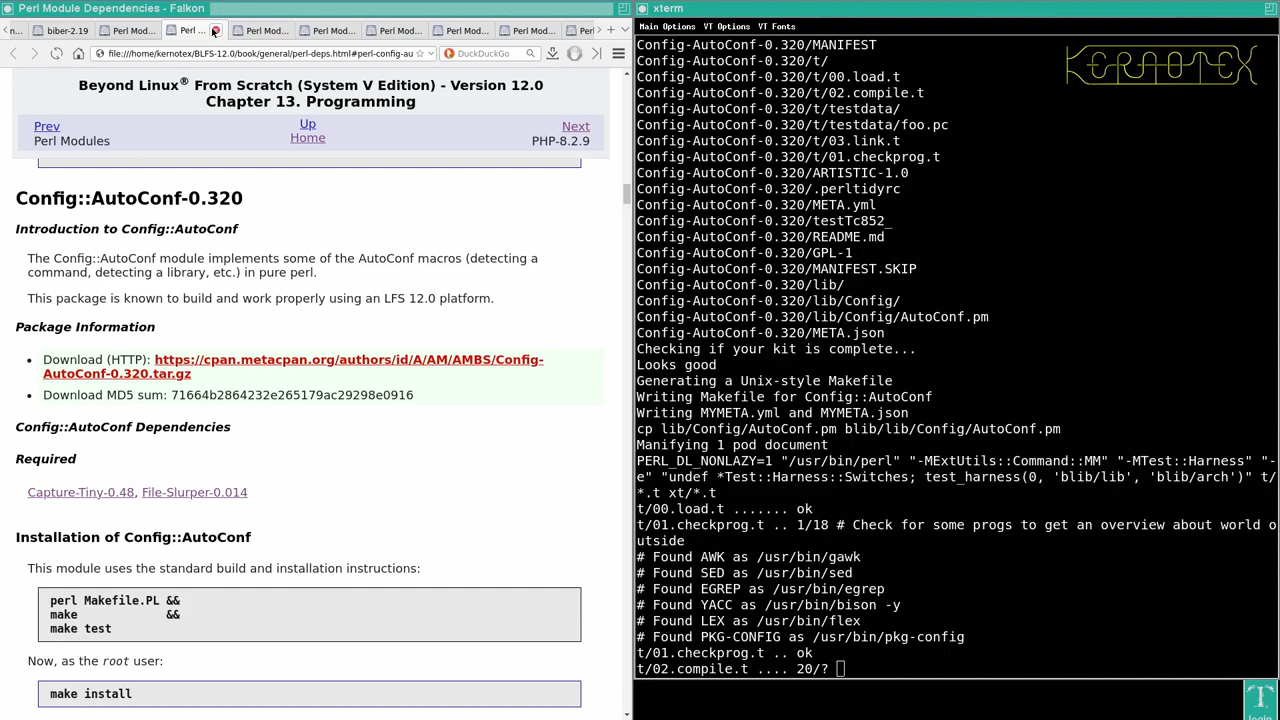 Perl Module Dependencies - Falkon
n...
biber-2.19
Perl Mod...
Perl ...
Perl Mod...
Perl Mod...
Perl Mod...
Perl Mod...
Perl Mod...
Perl
file:///home/kernotex/BLFS-12.0/book/general/perl-deps.html#perl-config-au
DuckDuckGo
Beyond Linux® From Scratch (System V Edition) - Version 12.0
Chapter 13. Programming
Prev
Up
Next
Perl Modules
Home
PHP-8.2.9
Config::AutoConf-0.320
Introduction to Config::AutoConf
The Config::AutoConf module implements some of the AutoConf macros (detecting a
command, detecting a library, etc.) in pure perl.
This package is known to build and work properly using an LFS 12.0 platform.
Package Information
• Download (HTTP): https://cpan.metacpan.org/authors/id/A/AM/AMBS/Config-
AutoConf-0.320.tar.gz
• Download MD5 sum: 71664b2864232e265179ac29298e0916
Config::AutoConf Dependencies
Required
Capture-Tiny-0.48, File-Slurper-0.014
Installation of Config::AutoConf
This module uses the standard build and installation instructions:
perl Makefile.PL &&
make             &&
make test
Now, as the root user:
make install
xterm
Main Options  VT Options  VT Fonts
KERNOTEX
Config-AutoConf-0.320/MANIFEST
Config-AutoConf-0.320/t/
Config-AutoConf-0.320/t/00.load.t
Config-AutoConf-0.320/t/02.compile.t
Config-AutoConf-0.320/t/testdata/
Config-AutoConf-0.320/t/testdata/foo.pc
Config-AutoConf-0.320/t/03.link.t
Config-AutoConf-0.320/t/01.checkprog.t
Config-AutoConf-0.320/ARTISTIC-1.0
Config-AutoConf-0.320/.perltidyrc
Config-AutoConf-0.320/META.yml
Config-AutoConf-0.320/testTc852_
Config-AutoConf-0.320/README.md
Config-AutoConf-0.320/GPL-1
Config-AutoConf-0.320/MANIFEST.SKIP
Config-AutoConf-0.320/lib/
Config-AutoConf-0.320/lib/Config/
Config-AutoConf-0.320/lib/Config/AutoConf.pm
Config-AutoConf-0.320/META.json
Checking if your kit is complete...
Looks good
Generating a Unix-style Makefile
Writing Makefile for Config::AutoConf
Writing MYMETA.yml and MYMETA.json
cp lib/Config/AutoConf.pm blib/lib/Config/AutoConf.pm
Manifying 1 pod document
PERL_DL_NONLAZY=1 "/usr/bin/perl" "-MExtUtils::Command::MM" "-MTest::Harness" "-
e" "undef *Test::Harness::Switches; test_harness(0, 'blib/lib', 'blib/arch')" t/
*.t xt/*.t
t/00.load.t ....... ok
t/01.checkprog.t .. 1/18 # Check for some progs to get an overview about world o
utside
# Found AWK as /usr/bin/gawk
# Found SED as /usr/bin/sed
# Found EGREP as /usr/bin/egrep
# Found YACC as /usr/bin/bison -y
# Found LEX as /usr/bin/flex
# Found PKG-CONFIG as /usr/bin/pkg-config
t/01.checkprog.t .. ok
t/02.compile.t .... 20/?
login